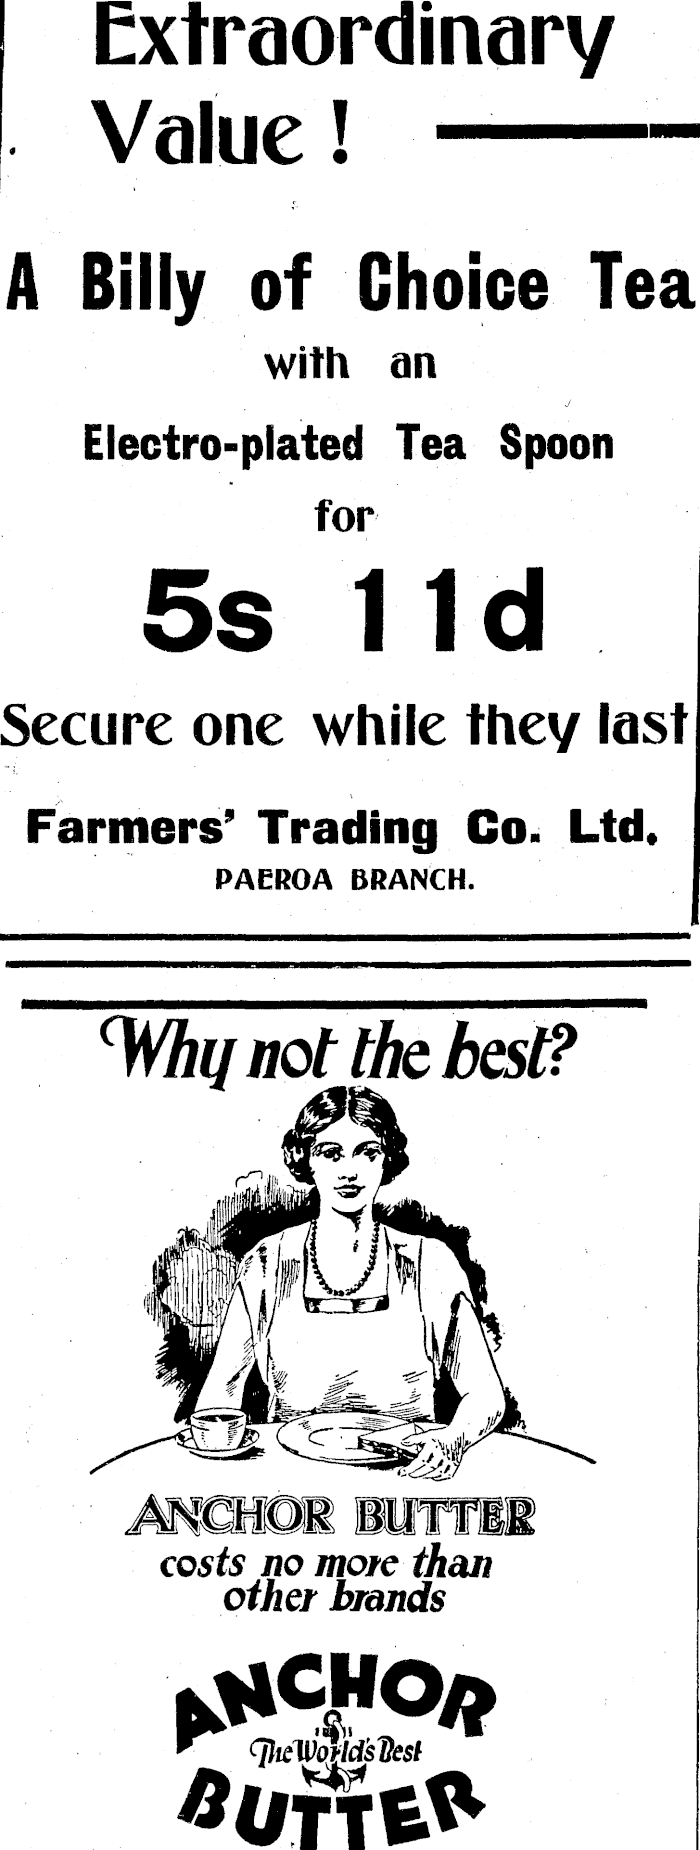 Extraordinary
Value !
A Billy of Choice Tea
with an
Electro-plated Tea Spoon
for
5s 11d
Secure one while they last
Farmers' Trading Co. Ltd.
PAEROA BRANCH.
Why not the best?
ANCHOR BUTTER
costs no more than
other brands
ANCHOR
The World's Best
BUTTER